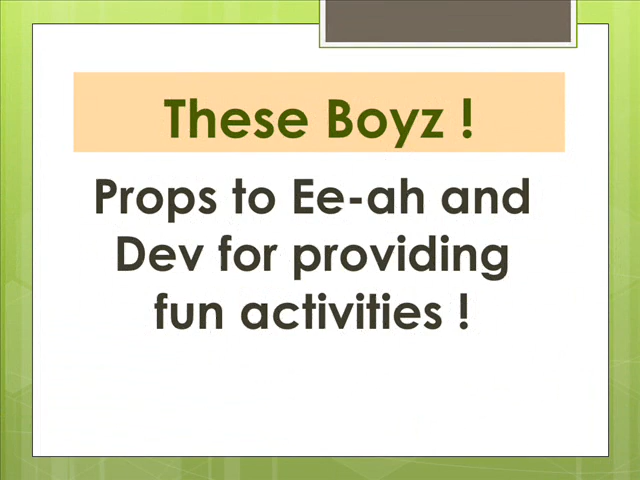 These Boyz !
Props to Ee-ah and
Dev for providing
fun activities !